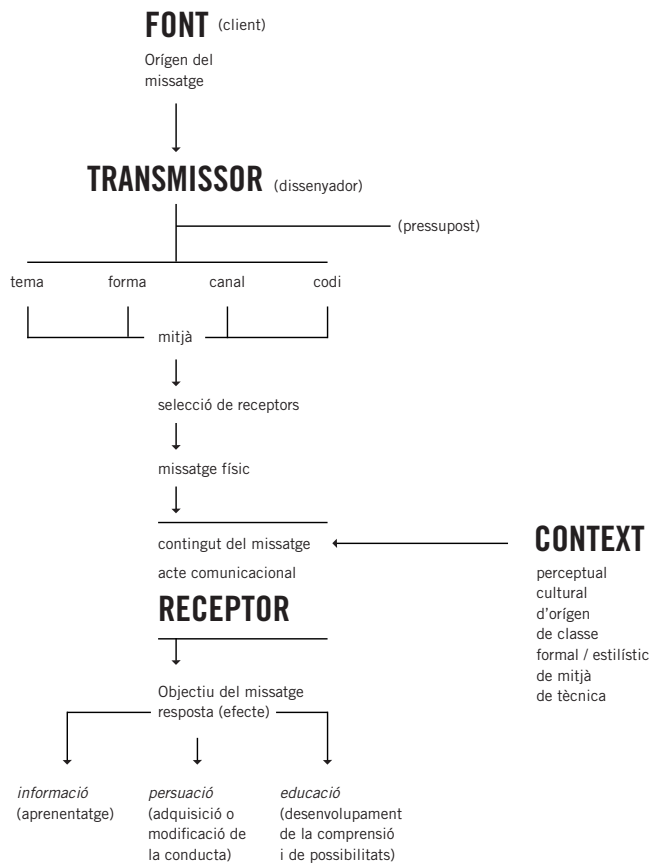 FONT (client)
Orígen del
missatge
TRANSMISSOR (dissenyador)
(pressupost)
tema forma canal codi
mitjà
selecció de receptors
missatge físic
contingut del missatge
acte comunicacional
RECEPTOR
CONTEXT
perceptual
cultural
d'orígen
de classe
formal / estilístic
de mitjà
de tècnica
Objectiu del missatge
resposta (efecte)
informació
(aprenentatge)
persuació
(adquisició o
modificació de
la conducta)
educació
(desenvolupament
de la comprensió
i de possibilitats)